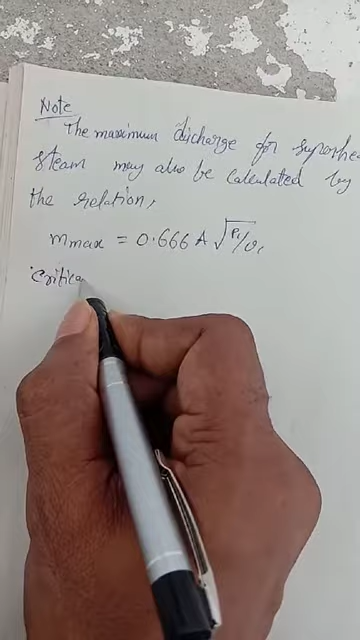 Note
The maximum discharge for superhea
steam may also be calculated by
the relation,
mmax = 0.666 A √P₁/v₁
Critica